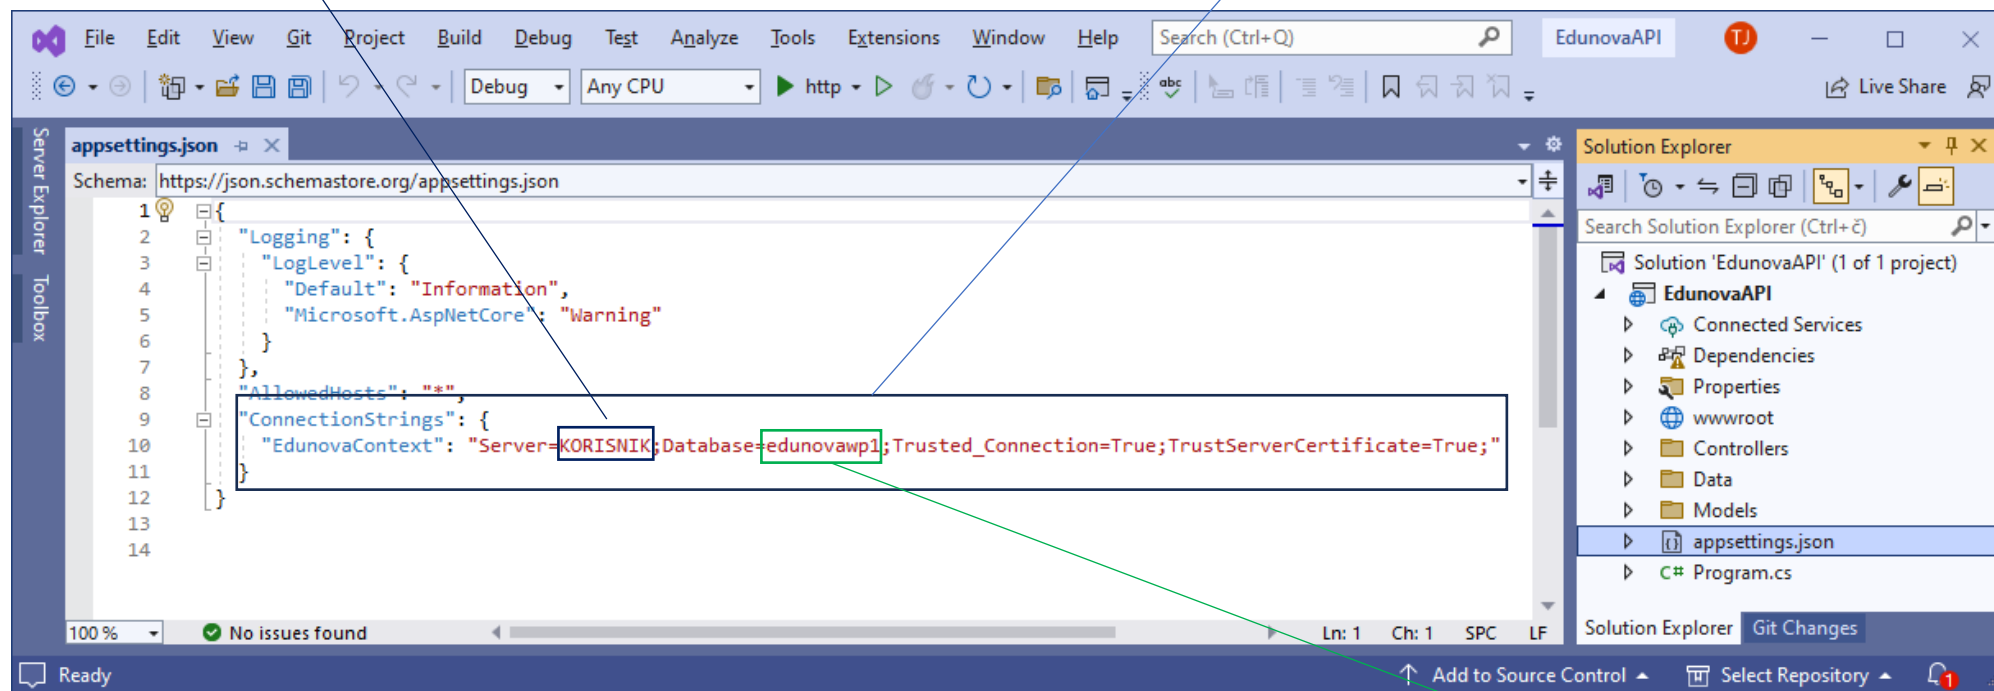 File Edit View Git Project Build Debug Test Analyze Tools Extensions Window Help Search (Ctrl+Q) EdunovaAPI TJ
Debug Any CPU http abc Live Share
Server Explorer
Toolbox
appsettings.json
Schema: https://json.schemastore.org/appsettings.json
1 {
2 "Logging": {
3 "LogLevel": {
4 "Default": "Information",
5 "Microsoft.AspNetCore": "Warning"
6 }
7 },
8 "AllowedHosts": "*",
9 "ConnectionStrings": {
10 "EdunovaContext": "Server=KORISNIK;Database=edunovawp1;Trusted_Connection=True;TrustServerCertificate=True;"
11 }
12 }
13
14
100 % No issues found Ln: 1 Ch: 1 SPC LF
Solution Explorer
Search Solution Explorer (Ctrl+č)
Solution 'EdunovaAPI' (1 of 1 project)
EdunovaAPI
Connected Services
Dependencies
Properties
wwwroot
Controllers
Data
Models
appsettings.json
C# Program.cs
Solution Explorer Git Changes
Ready Add to Source Control Select Repository 1